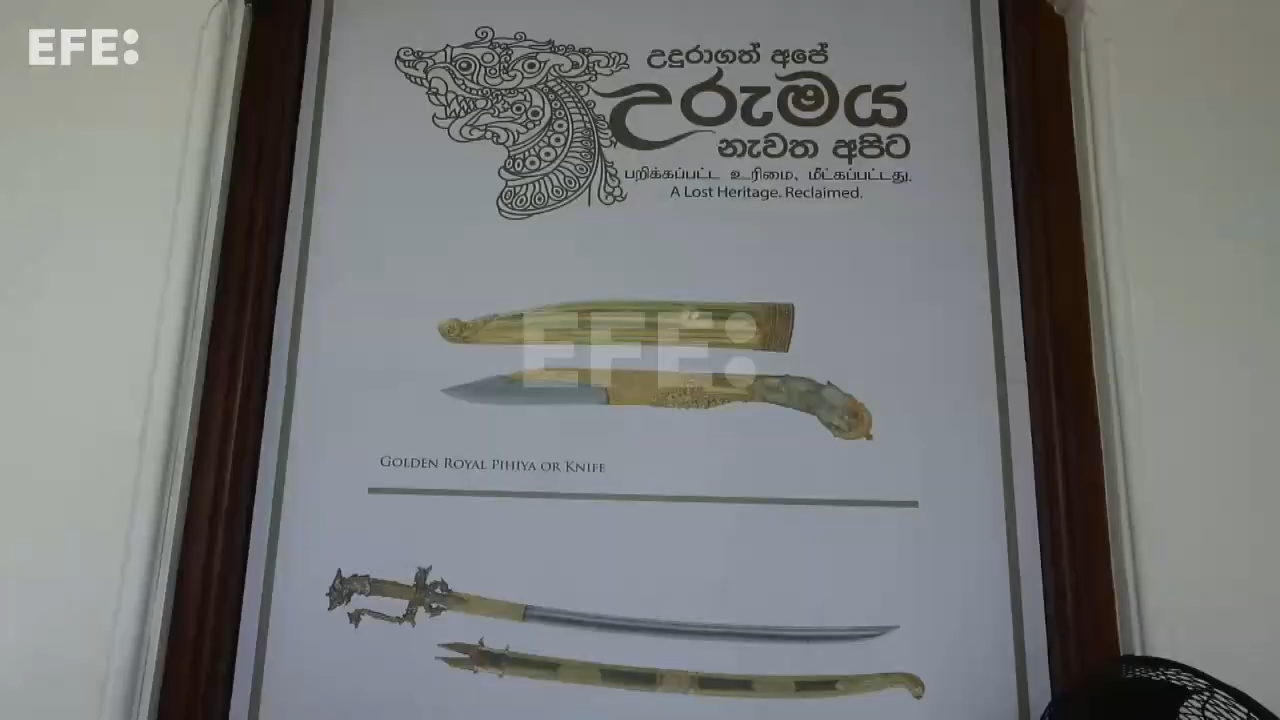 EFE:
උදුරාගත් අපේ
උරුමය
නැවත අපිට
பறிக்கப்பட்ட உரிமை, மீட்கப்பட்டது.
A Lost Heritage. Reclaimed.
EFE:
GOLDEN ROYAL PIHIYA OR KNIFE